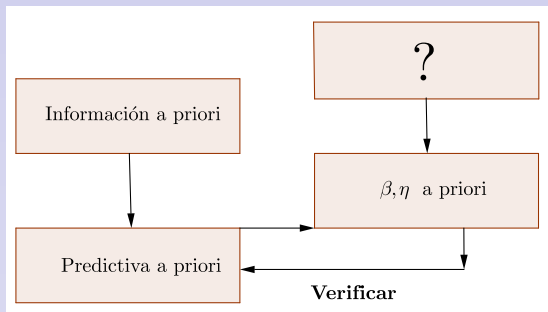 ?
Información a priori
β, η a priori
Predictiva a priori
Verificar